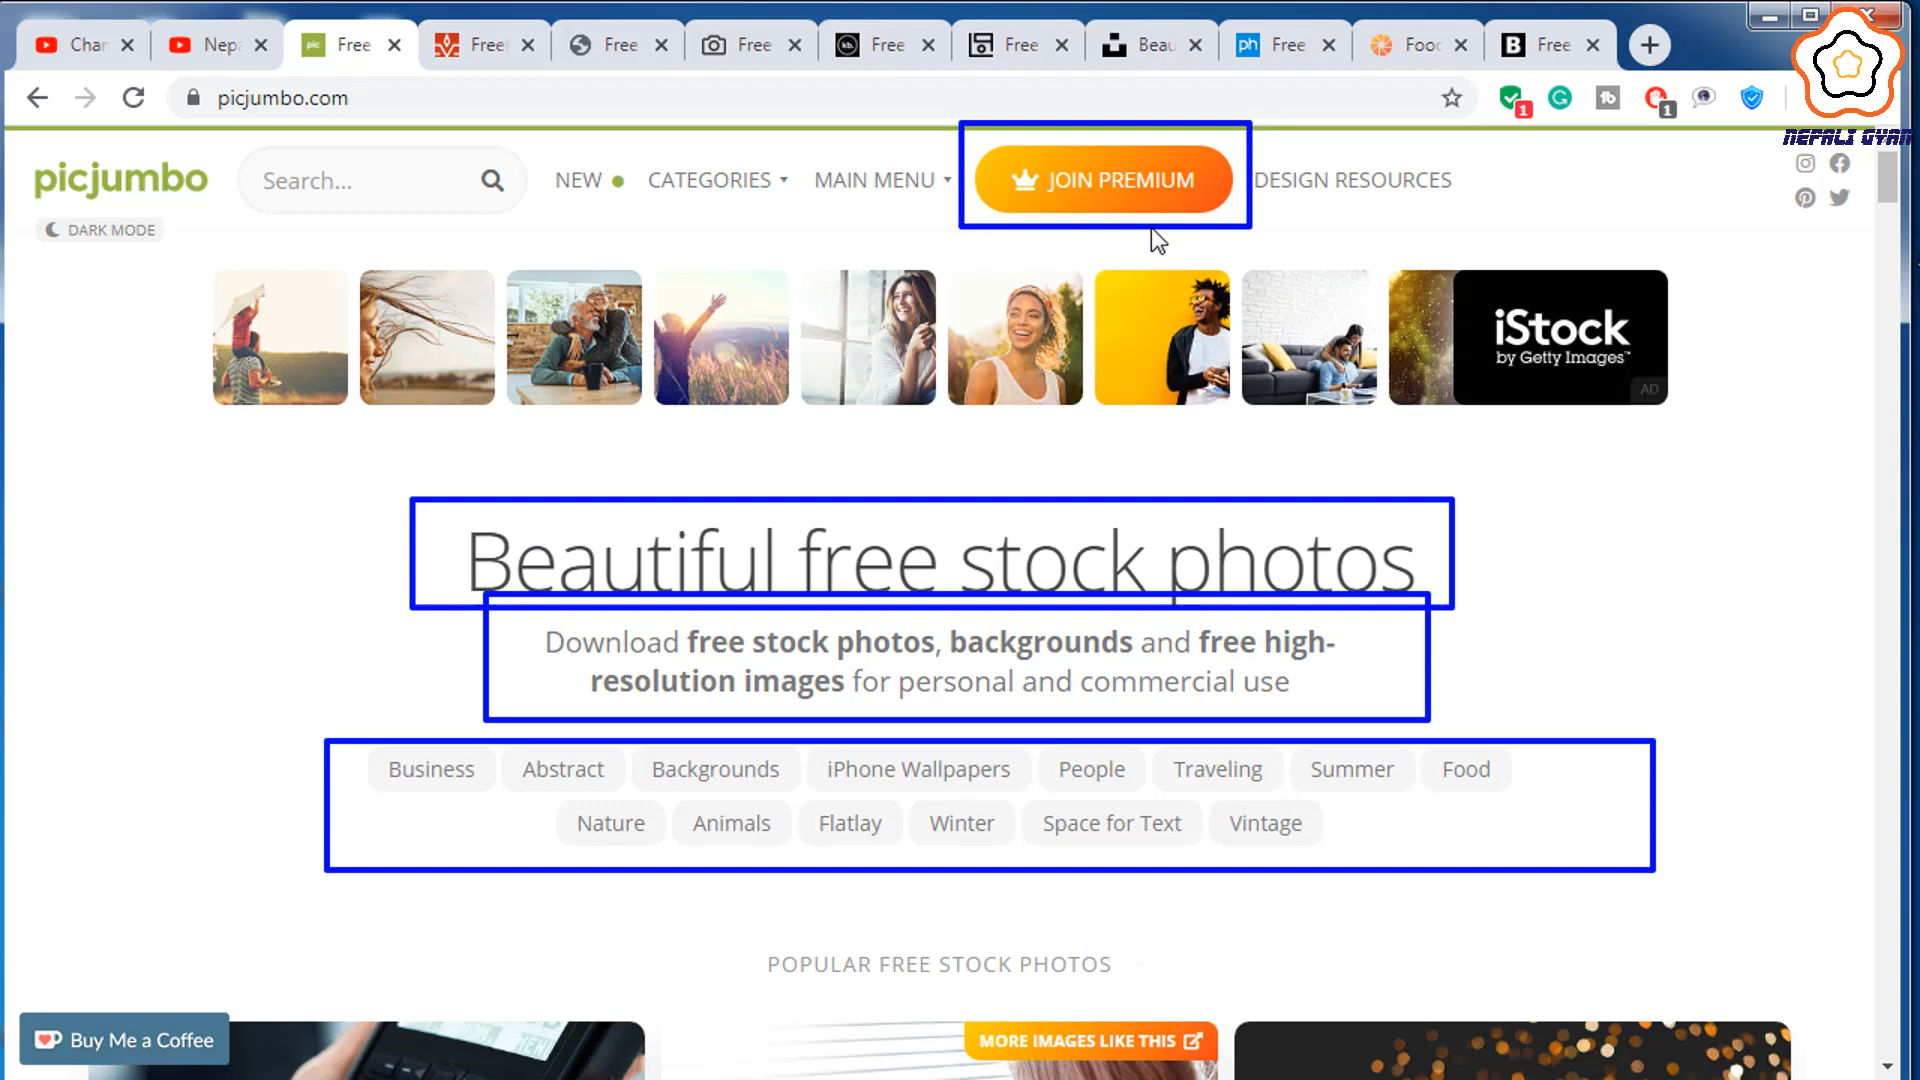 Char
Nepa
Free
Free
Free
Free
Free
Free
Beau
Free
Food
Free
picjumbo.com
1
1
NEPALI GYAN
picjumbo
Search...
NEW
CATEGORIES
MAIN MENU
JOIN PREMIUM
DESIGN RESOURCES
DARK MODE
iStock
by Getty Images™
AD
Beautiful free stock photos
Download free stock photos, backgrounds and free high-
resolution images for personal and commercial use
Business Abstract Backgrounds iPhone Wallpapers People Traveling Summer Food
Nature Animals Flatlay Winter Space for Text Vintage
POPULAR FREE STOCK PHOTOS
Buy Me a Coffee
MORE IMAGES LIKE THIS